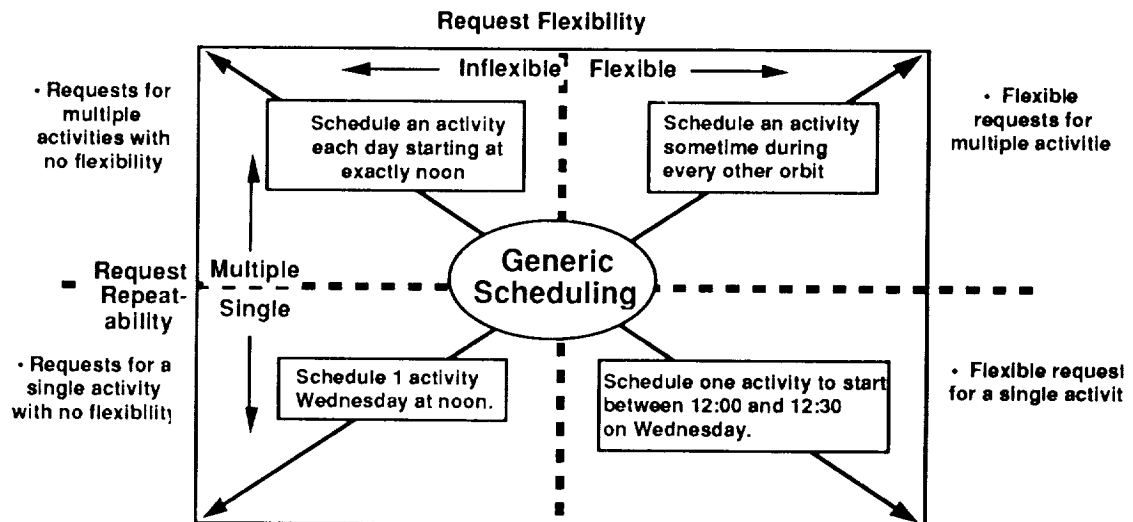 Request Flexibility
Inflexible
Flexible
• Requests for
multiple
activities with
no flexibility
Schedule an activity
each day starting at
exactly noon
Schedule an activity
sometime during
every other orbit
• Flexible
requests for
multiple activitie
Request
Repeat-
ability
Multiple
Single
Generic
Scheduling
• Requests for a
single activity
with no flexibility
Schedule 1 activity
Wednesday at noon.
Schedule one activity to start
between 12:00 and 12:30
on Wednesday.
• Flexible request
for a single activit